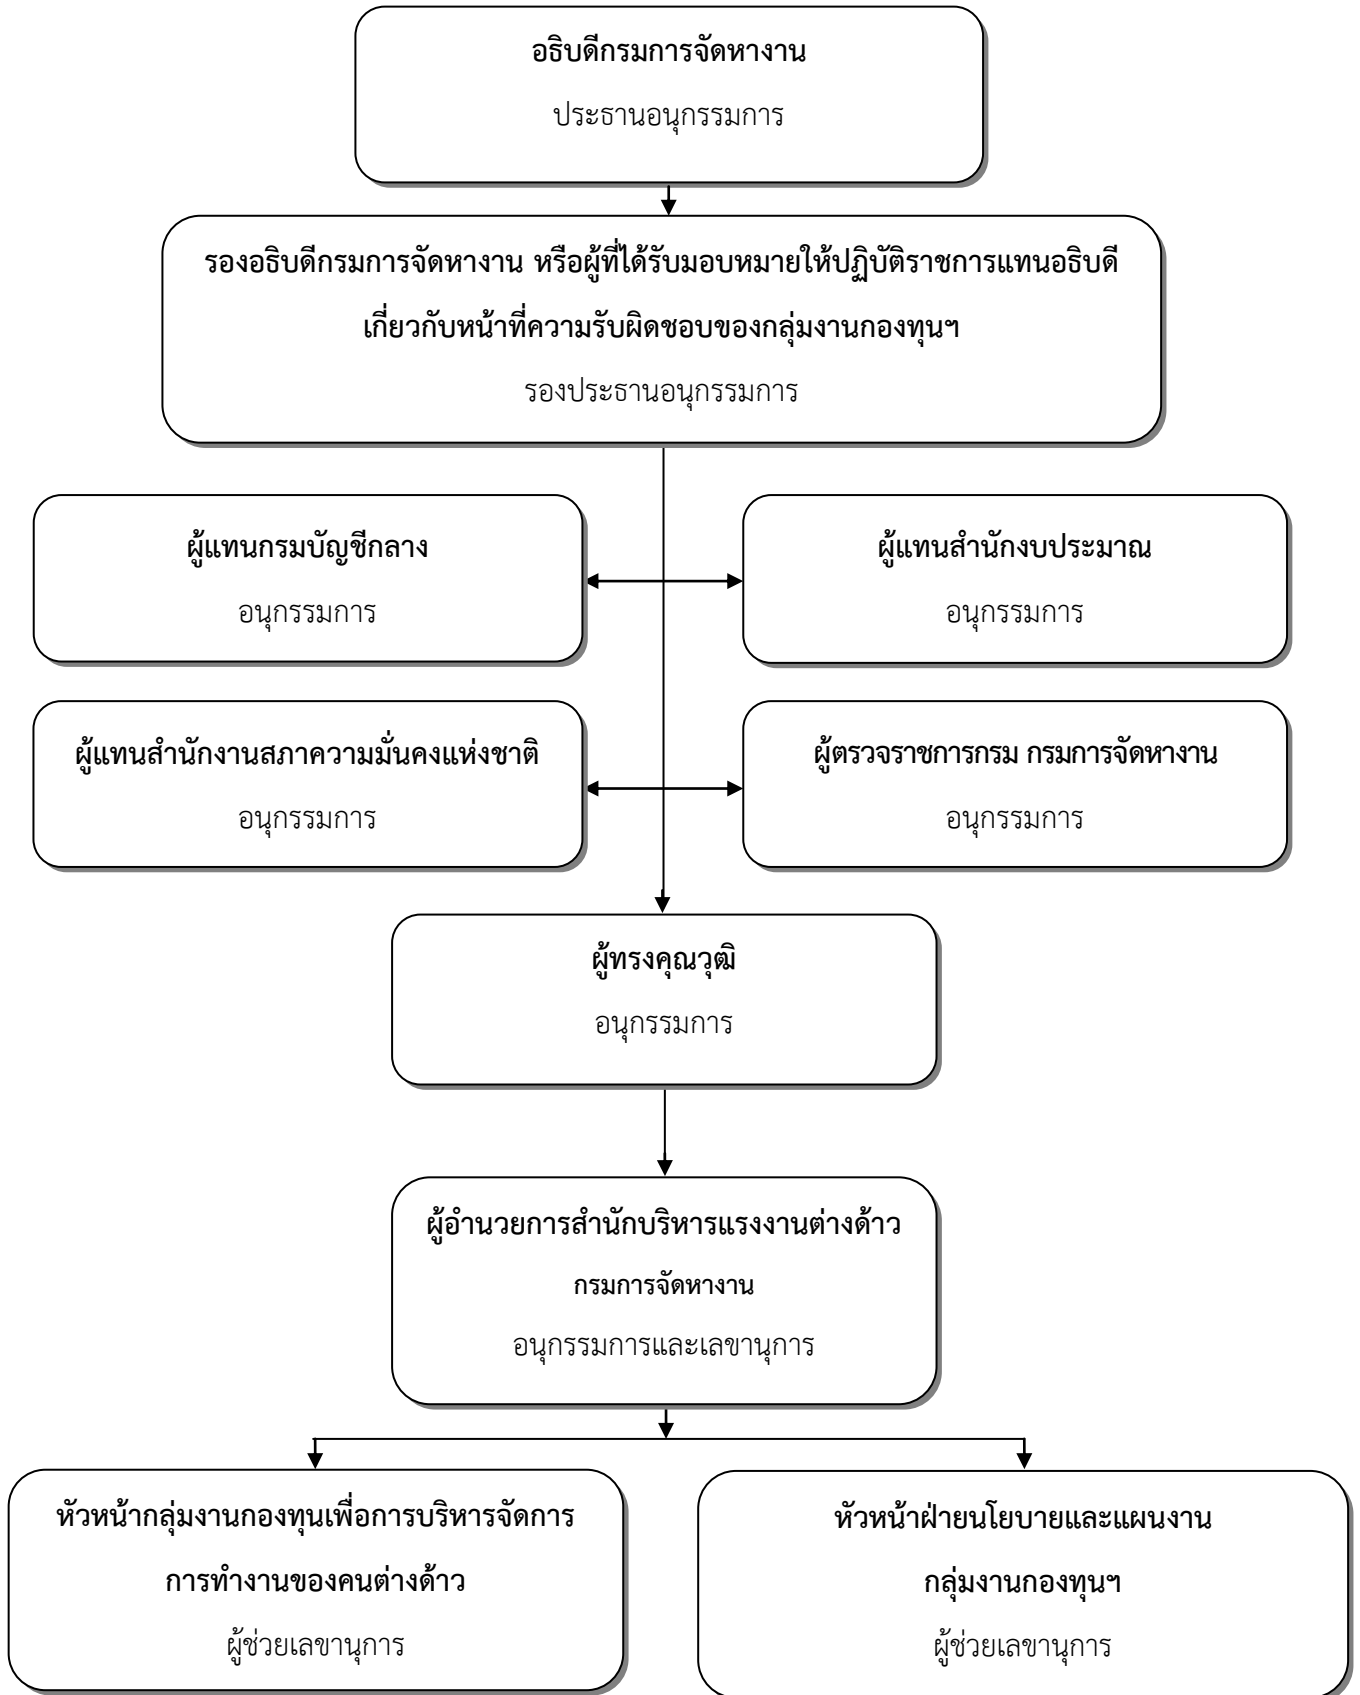 อธิบดีกรมการจัดหางาน
ประธานอนุกรรมการ
รองอธิบดีกรมการจัดหางาน หรือผู้ที่ได้รับมอบหมายให้ปฏิบัติราชการแทนอธิบดี
เกี่ยวกับหน้าที่ความรับผิดชอบของกลุ่มงานกองทุนฯ
รองประธานอนุกรรมการ
ผู้แทนกรมบัญชีกลาง
อนุกรรมการ
ผู้แทนสำนักงบประมาณ
อนุกรรมการ
ผู้แทนสำนักงานสภาความมั่นคงแห่งชาติ
อนุกรรมการ
ผู้ตรวจราชการกรม กรมการจัดหางาน
อนุกรรมการ
ผู้ทรงคุณวุฒิ
อนุกรรมการ
ผู้อำนวยการสำนักบริหารแรงงานต่างด้าว
กรมการจัดหางาน
อนุกรรมการและเลขานุการ
หัวหน้ากลุ่มงานกองทุนเพื่อการบริหารจัดการ
การทำงานของคนต่างด้าว
ผู้ช่วยเลขานุการ
หัวหน้าฝ่ายนโยบายและแผนงาน
กลุ่มงานกองทุนฯ
ผู้ช่วยเลขานุการ